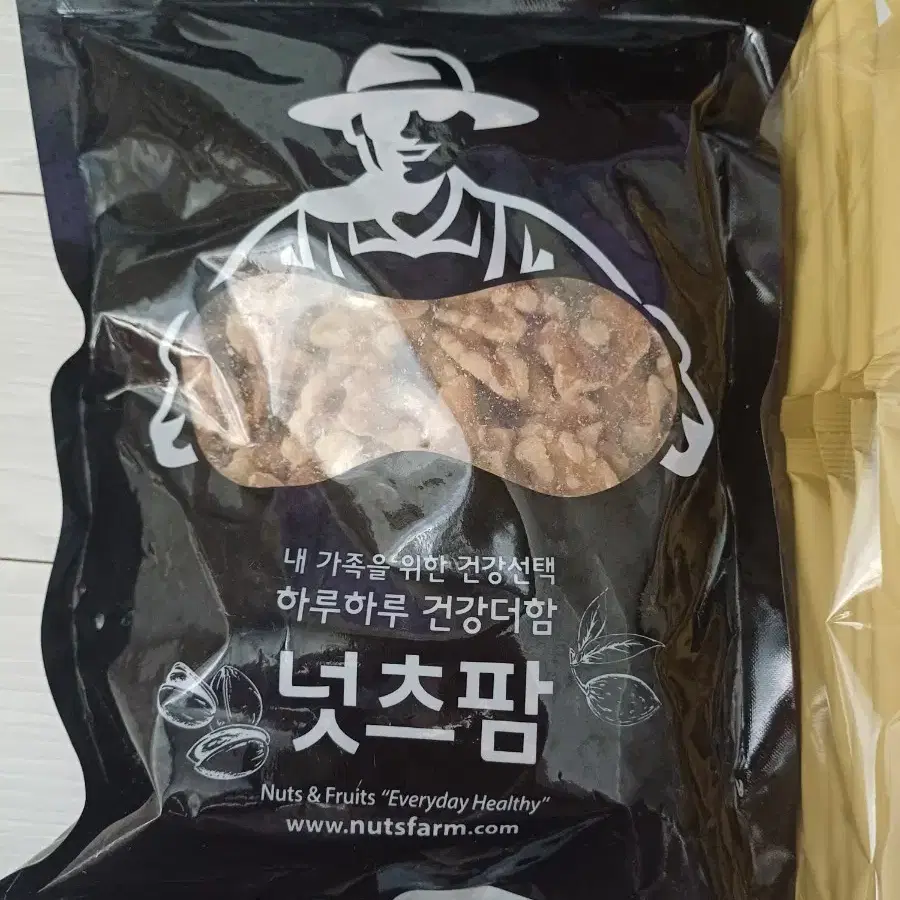 내 가족을 위한 건강선택
하루하루 건강더함
넛츠팜
Nuts & Fruits “Everyday Healthy”
www.nutsfarm.com